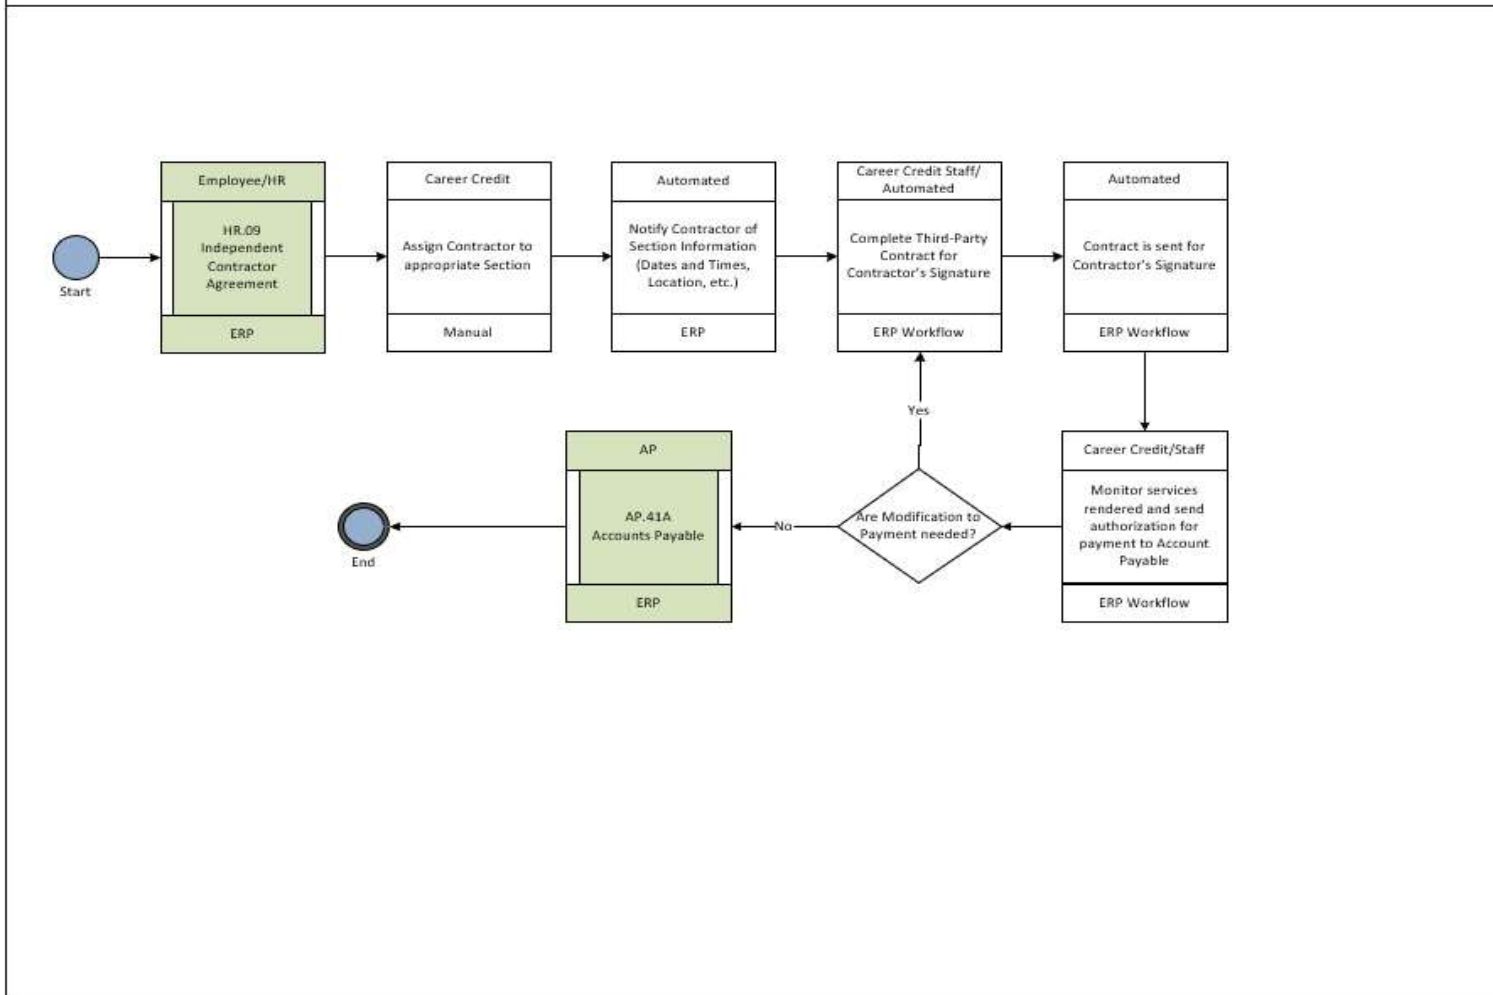 Employee/HR
HR.09
Independent
Contractor
Agreement
ERP
Start
Career Credit
Assign Contractor to
appropriate Section
Manual
Automated
Notify Contractor of
Section Information
(Dates and Times,
Location, etc.)
ERP
Career Credit Staff/
Automated
Complete Third-Party
Contract for
Contractor's Signature
ERP Workflow
Automated
Contract is sent for
Contractor's Signature
ERP Workflow
Career Credit/Staff
Monitor services
rendered and send
authorization for
payment to Account
Payable
ERP Workflow
Are Modification to
Payment needed?
Yes
No
AP
AP.41A
Accounts Payable
ERP
End